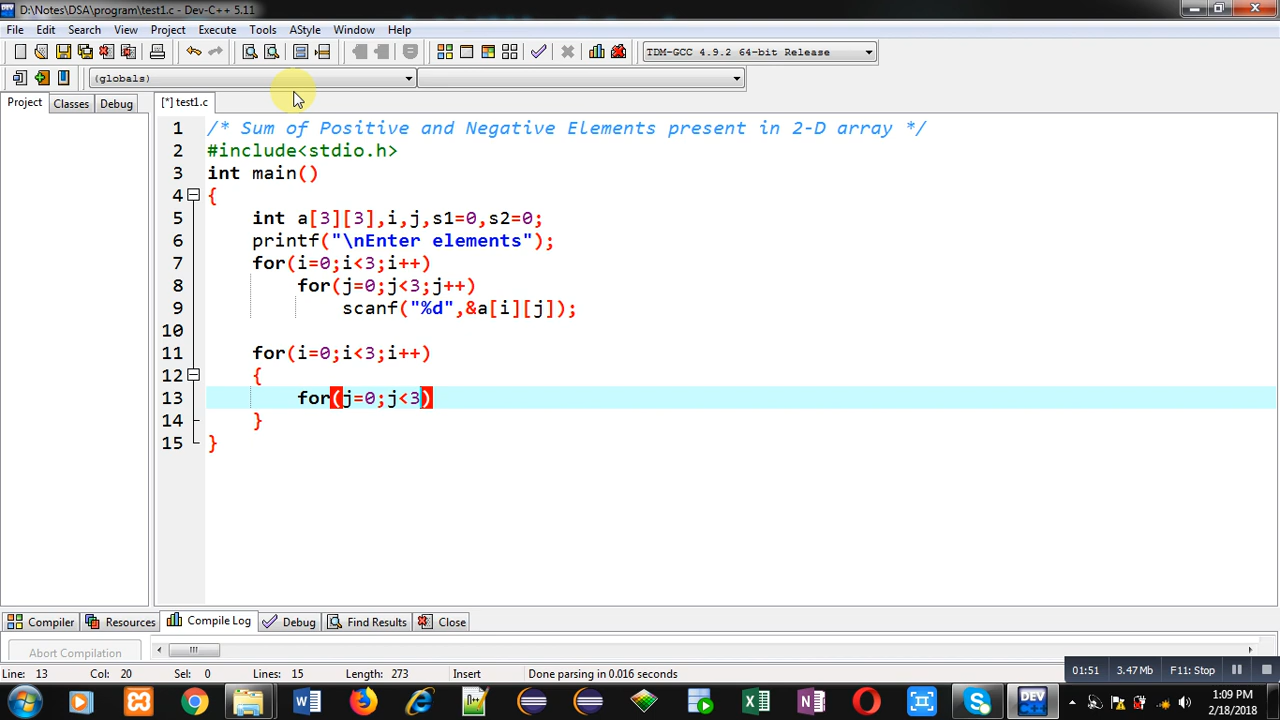 D:\Notes\DSA\program\test1.c - Dev-C++ 5.11
File Edit Search View Project Execute Tools AStyle Window Help
TDM-GCC 4.9.2 64-bit Release
(globals)
Project Classes Debug [*] test1.c
1 /* Sum of Positive and Negative Elements present in 2-D array */
2 #include<stdio.h>
3 int main()
4 {
5 int a[3][3],i,j,s1=0,s2=0;
6 printf("\nEnter elements");
7 for(i=0;i<3;i++)
8 for(j=0;j<3;j++)
9 scanf("%d",&a[i][j]);
10
11 for(i=0;i<3;i++)
12 {
13 for(j=0;j<3)
14 }
15 }
Compiler Resources Compile Log Debug Find Results Close
Abort Compilation
Line: 13 Col: 20 Sel: 0 Lines: 15 Length: 273 Insert Done parsing in 0.016 seconds
01:51 3.47 Mb F11: Stop
DEV
1:09 PM
2/18/2018